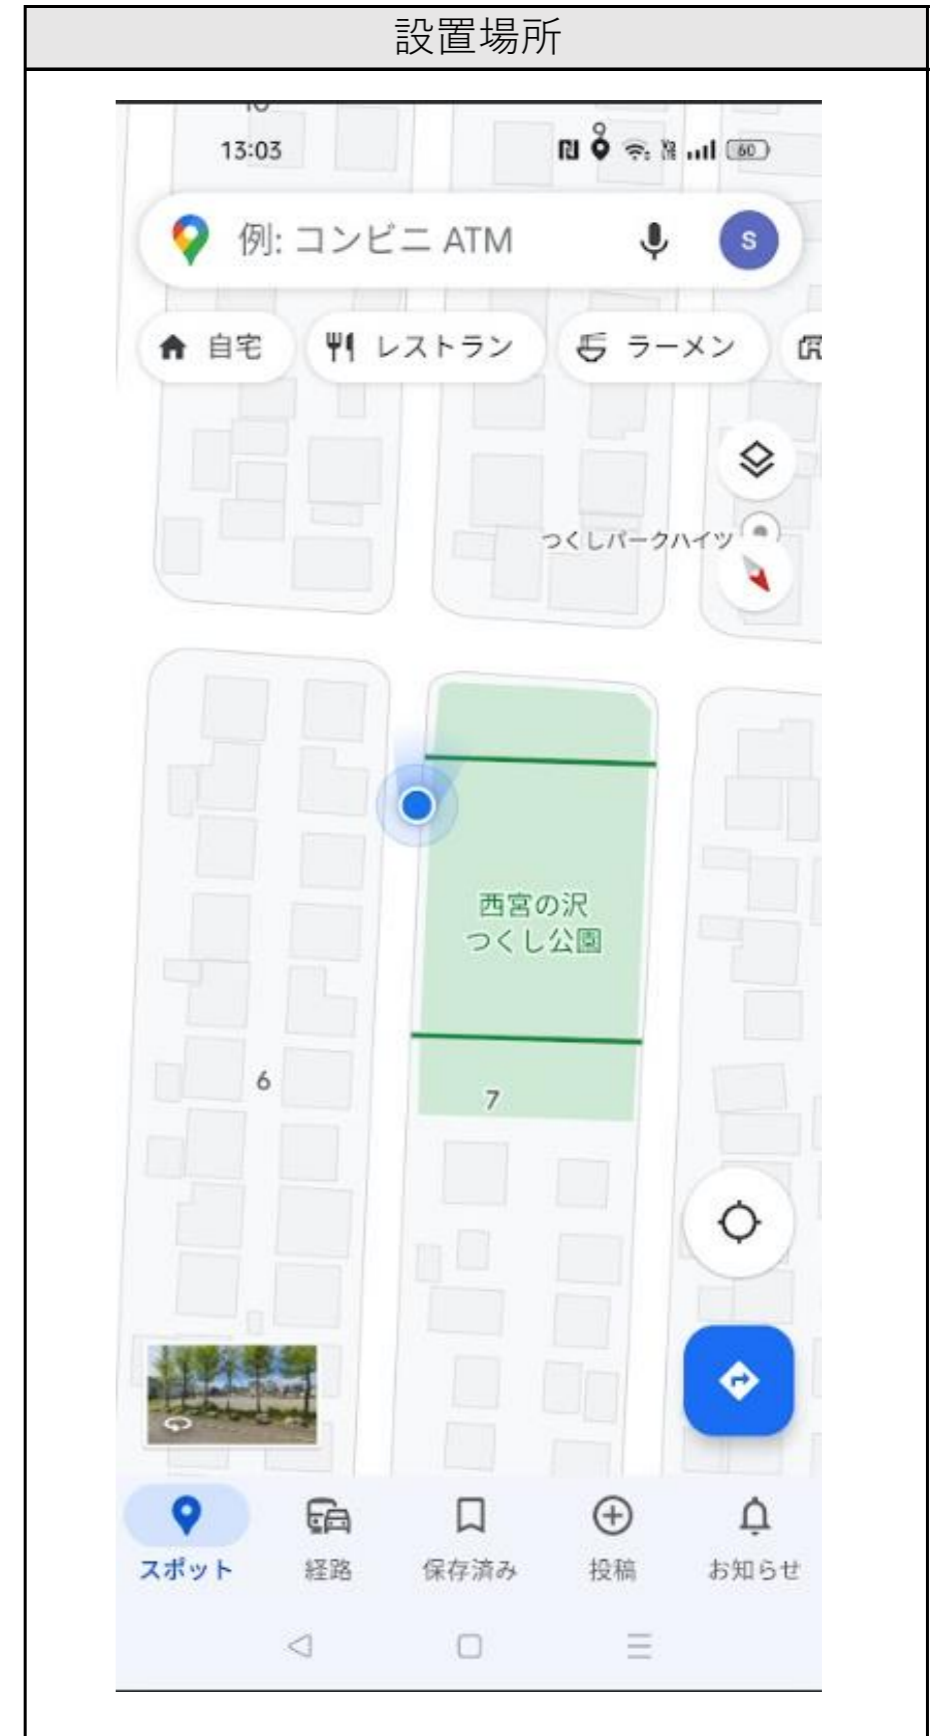 設置場所
13:03
60
例: コンビニ ATM
S
自宅
レストラン
ラーメン
つくしパークハイツ
西宮の沢
つくし公園
6
7
スポット
経路
保存済み
投稿
お知らせ